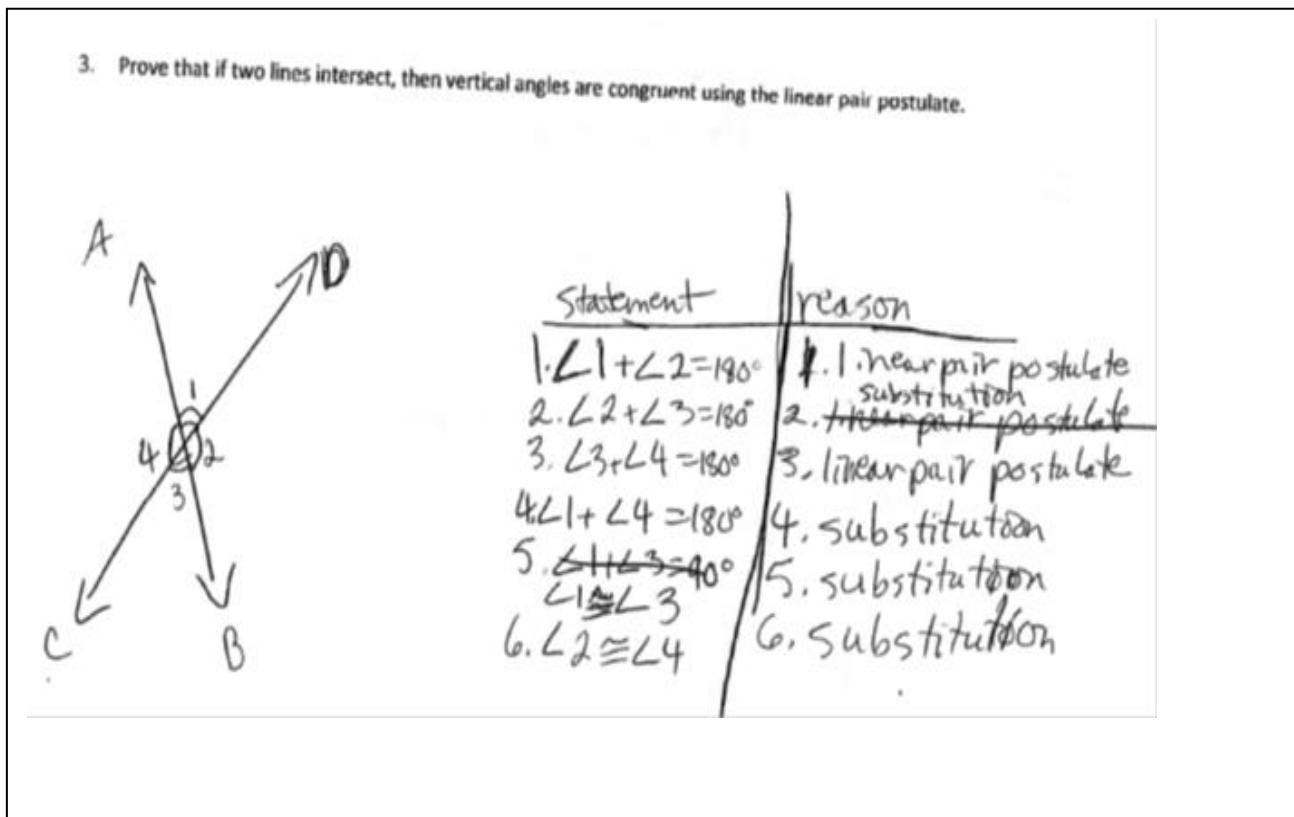 3. Prove that if two lines intersect, then vertical angles are congruent using the linear pair postulate.
A
D
1
4
2
3
C
B
statement
reason
1. ∠1+∠2=180°
1. linear pair postulate
2. ∠2+∠3=180°
substitution
2. linear pair postulate
3. ∠3+∠4=180°
3. linear pair postulate
4. ∠1+∠4=180°
4. substitution
5. ∠1+∠3=90°
∠1≅∠3
5. substitution
6. ∠2≅∠4
6. substitution